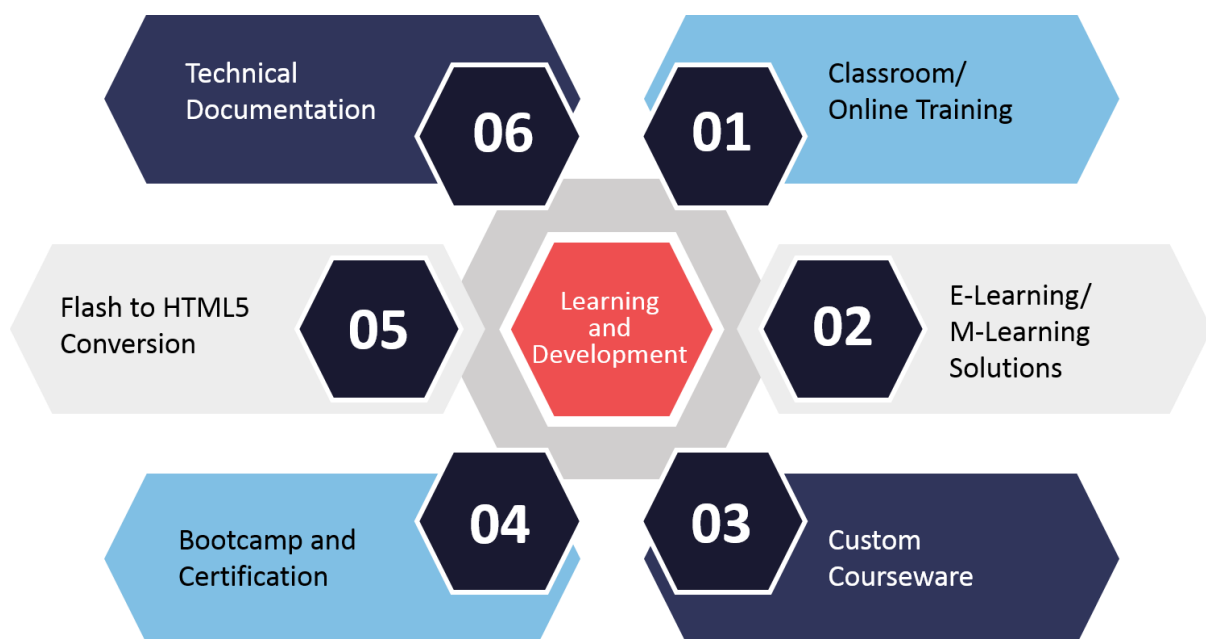 Learning
and
Development
01
Classroom/
Online Training
02
E-Learning/
M-Learning
Solutions
03
Custom
Courseware
04
Bootcamp and
Certification
05
Flash to HTML5
Conversion
06
Technical
Documentation